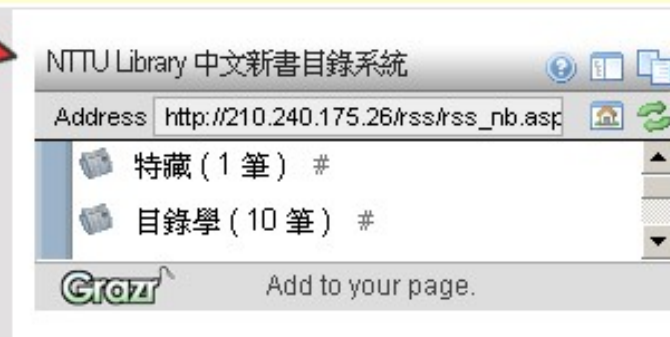 NTTU Library 中文新書目錄系統
Address http://210.240.175.26/rss/rss_nb.asp
特藏 ( 1 筆 ) #
目錄學 ( 10 筆 ) #
Grazr Add to your page.